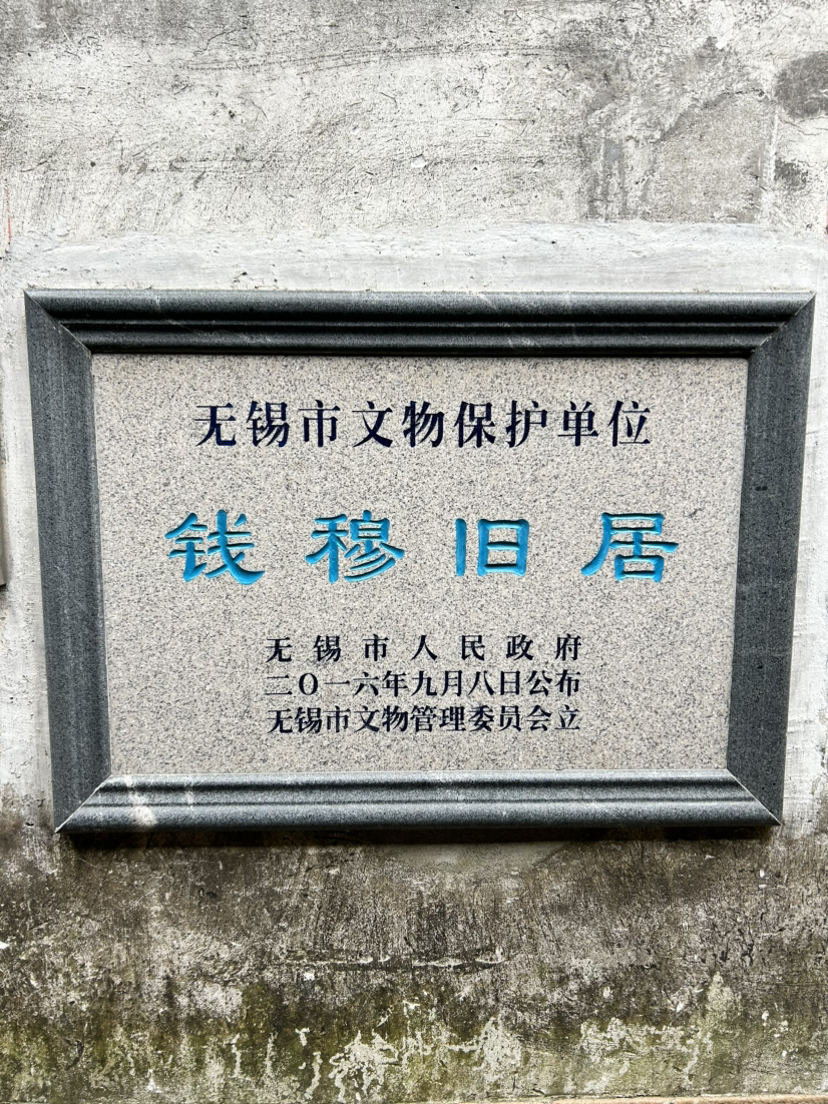 无锡市文物保护单位
钱穆旧居
无锡市人民政府
二O一六年九月八日公布
无锡市文物管理委员会立